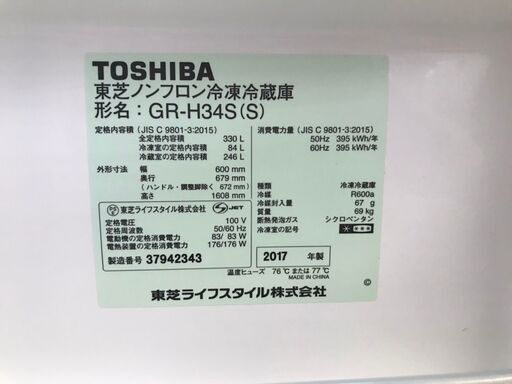 TOSHIBA
東芝ノンフロン冷凍冷蔵庫
形名：GR-H34S(S)
定格内容積 (JIS C 9801-3:2015)
全定格内容積 330 L
冷凍室の定格内容積 84 L
冷蔵室の定格内容積 246 L
外形寸法 幅 600 mm
奥行 679 mm
(ハンドル・調整脚除く 672 mm)
高さ 1608 mm
東芝ライフスタイル株式会社 S JET
定格電圧 100 V
定格周波数 50/60 Hz
電動機の定格消費電力 83/ 83 W
電熱装置の定格消費電力 176/176 W
製造番号 37942343
消費電力量 (JIS C 9801-3:2015)
50Hz 395 kWh/年
60Hz 395 kWh/年
種類 冷凍冷蔵庫
冷媒 R600a
冷媒封入量 67 g
質量 69 kg
断熱発泡ガス シクロペンタン
冷凍室の記号
2017 年製
温度ヒューズ 76℃ または 77℃
MADE IN CHINA
東芝ライフスタイル株式会社